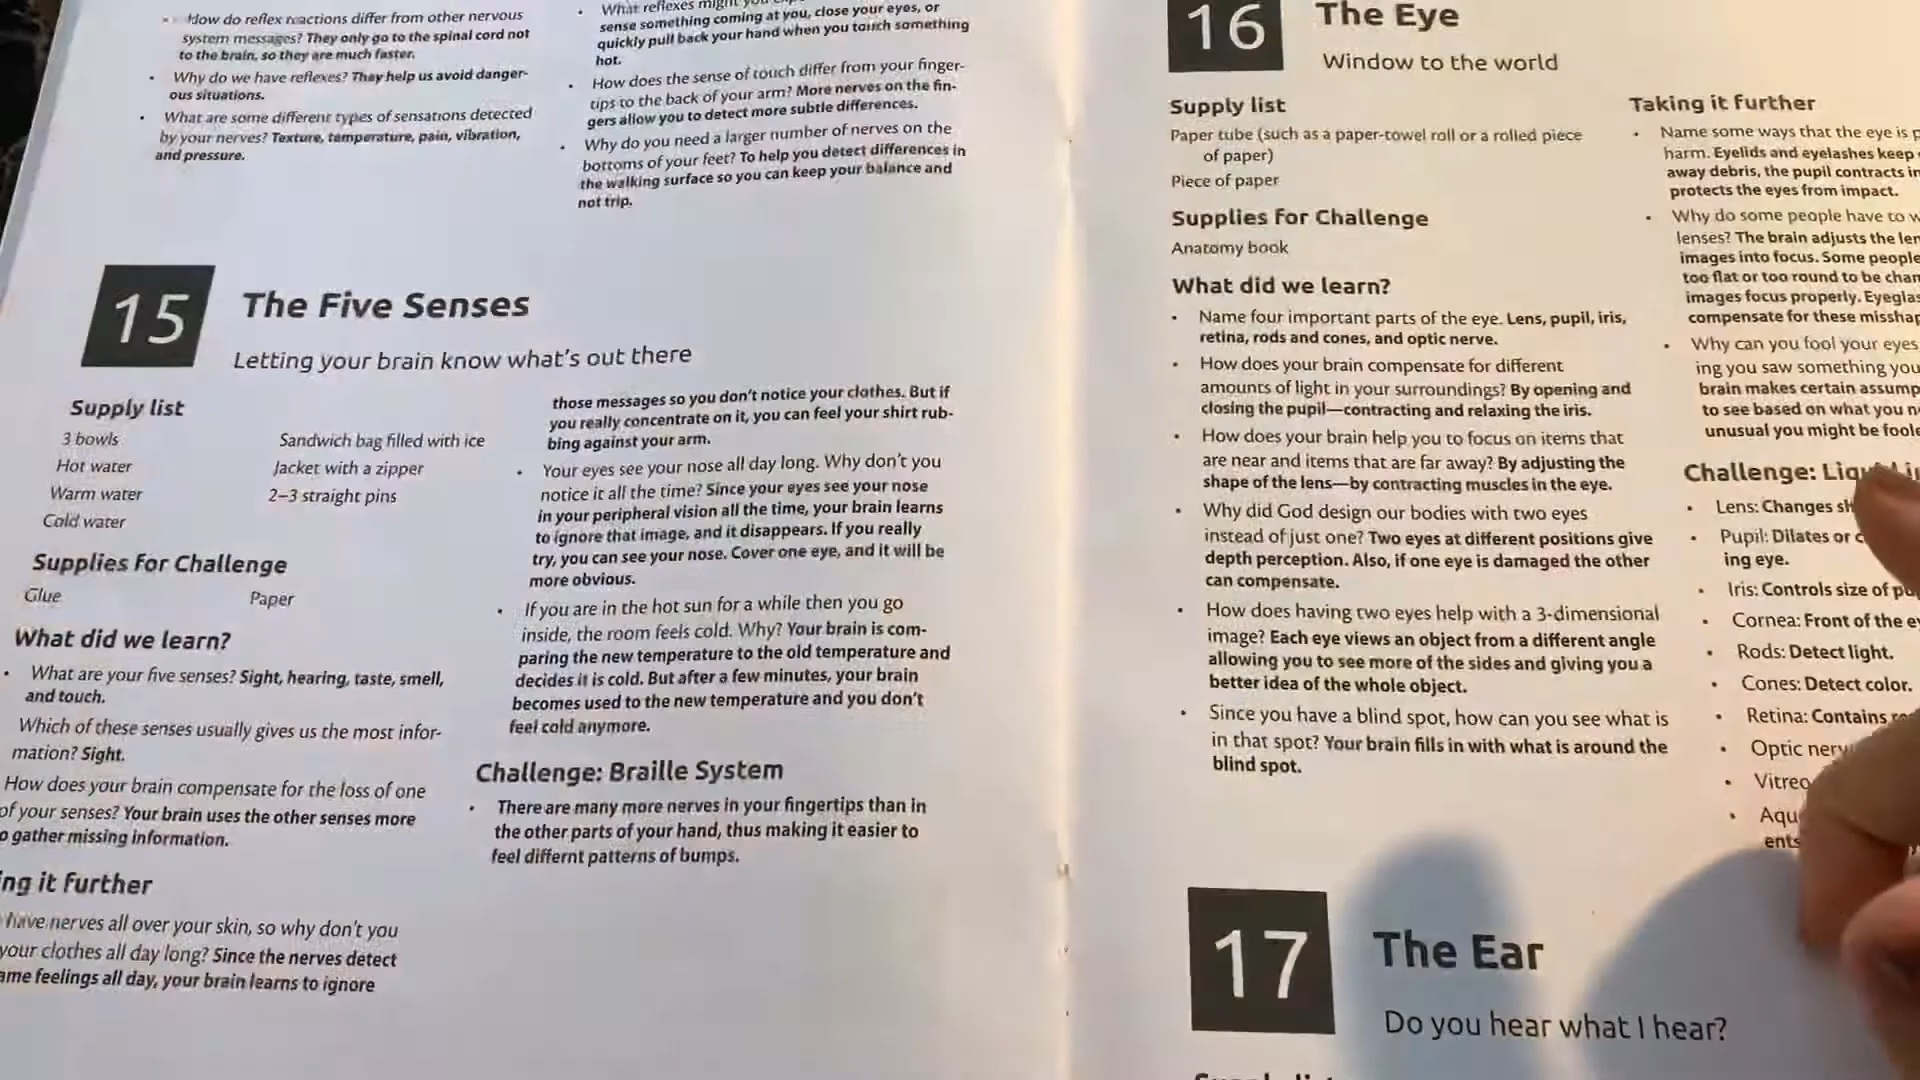 How do reflex reactions differ from other nervous
system messages? They only go to the spinal cord not
to the brain, so they are much faster.
• Why do we have reflexes? They help us avoid danger-
ous situations.
• What are some different types of sensations detected
by your nerves? Texture, temperature, pain, vibration,
and pressure.
• What reflexes might you
sense something coming at you, close your eyes, or
quickly pull back your hand when you touch something
hot.
• How does the sense of touch differ from your finger-
tips to the back of your arm? More nerves on the fin-
gers allow you to detect more subtle differences.
• Why do you need a larger number of nerves on the
bottoms of your feet? To help you detect differences in
the walking surface so you can keep your balance and
not trip.
15
The Five Senses
Letting your brain know what's out there
Supply list
3 bowls
Hot water
Warm water
Cold water
Sandwich bag filled with ice
Jacket with a zipper
2–3 straight pins
Supplies for Challenge
Glue
Paper
What did we learn?
• What are your five senses? Sight, hearing, taste, smell,
and touch.
Which of these senses usually gives us the most infor-
mation? Sight.
How does your brain compensate for the loss of one
of your senses? Your brain uses the other senses more
o gather missing information.
ing it further
have nerves all over your skin, so why don't you
your clothes all day long? Since the nerves detect
ame feelings all day, your brain learns to ignore
those messages so you don't notice your clothes. But if
you really concentrate on it, you can feel your shirt rub-
bing against your arm.
• Your eyes see your nose all day long. Why don't you
notice it all the time? Since your eyes see your nose
in your peripheral vision all the time, your brain learns
to ignore that image, and it disappears. If you really
try, you can see your nose. Cover one eye, and it will be
more obvious.
• If you are in the hot sun for a while then you go
inside, the room feels cold. Why? Your brain is com-
paring the new temperature to the old temperature and
decides it is cold. But after a few minutes, your brain
becomes used to the new temperature and you don't
feel cold anymore.
Challenge: Braille System
• There are many more nerves in your fingertips than in
the other parts of your hand, thus making it easier to
feel differnt patterns of bumps.
16
The Eye
Window to the world
Supply list
Paper tube (such as a paper-towel roll or a rolled piece
of paper)
Piece of paper
Supplies for Challenge
Anatomy book
What did we learn?
• Name four important parts of the eye. Lens, pupil, iris,
retina, rods and cones, and optic nerve.
• How does your brain compensate for different
amounts of light in your surroundings? By opening and
closing the pupil—contracting and relaxing the iris.
• How does your brain help you to focus on items that
are near and items that are far away? By adjusting the
shape of the lens—by contracting muscles in the eye.
• Why did God design our bodies with two eyes
instead of just one? Two eyes at different positions give
depth perception. Also, if one eye is damaged the other
can compensate.
• How does having two eyes help with a 3-dimensional
image? Each eye views an object from a different angle
allowing you to see more of the sides and giving you a
better idea of the whole object.
• Since you have a blind spot, how can you see what is
in that spot? Your brain fills in with what is around the
blind spot.
Taking it further
• Name some ways that the eye is p
harm. Eyelids and eyelashes keep
away debris, the pupil contracts in
protects the eyes from impact.
• Why do some people have to w
lenses? The brain adjusts the len
images into focus. Some people
too flat or too round to be chan
images focus properly. Eyeglas
compensate for these misshap
• Why can you fool your eyes
ing you saw something you
brain makes certain assump
to see based on what you n
unusual you might be foole
Challenge:
• Lens: Changes sh
• Pupil: Dilates or c
ing eye.
• Iris: Controls size of pu
• Cornea: Front of the ey
• Rods: Detect light.
• Cones: Detect color.
• Retina: Contains
• Optic nerv
• Vitreo
• Aqu
ents
17
The Ear
Do you hear what I hear?